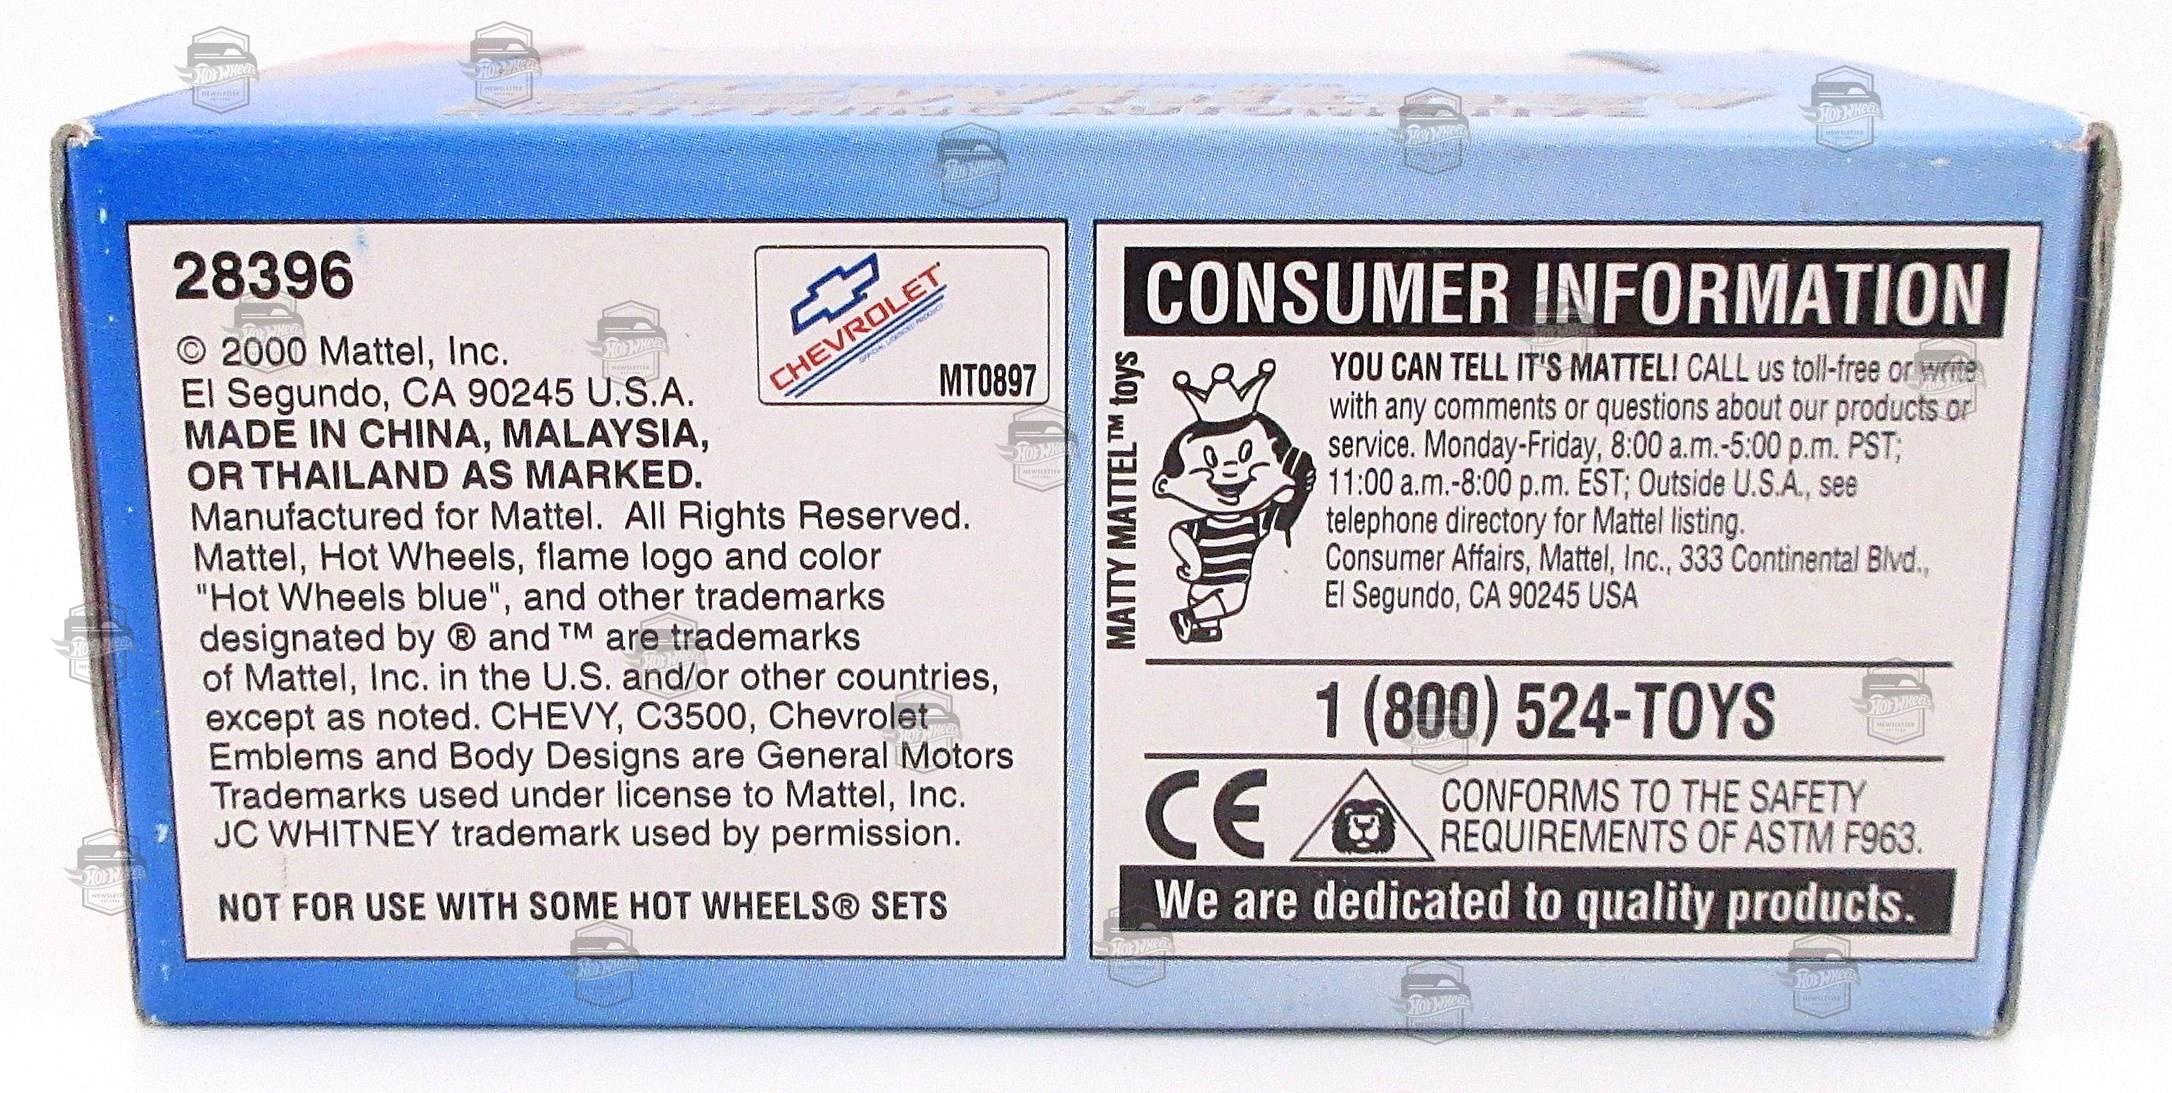 28396
© 2000 Mattel, Inc.
El Segundo, CA 90245 U.S.A.
MADE IN CHINA, MALAYSIA,
OR THAILAND AS MARKED.
Manufactured for Mattel. All Rights Reserved.
Mattel, Hot Wheels, flame logo and color
"Hot Wheels blue", and other trademarks
designated by ® and ™ are trademarks
of Mattel, Inc. in the U.S. and/or other countries,
except as noted. CHEVY, C3500, Chevrolet
Emblems and Body Designs are General Motors
Trademarks used under license to Mattel, Inc.
JC WHITNEY trademark used by permission.
NOT FOR USE WITH SOME HOT WHEELS® SETS
CHEVROLET
OFFICIAL LICENSED PRODUCT
MT0897
CONSUMER INFORMATION
MATTY MATTEL™ toys
YOU CAN TELL IT'S MATTEL! CALL us toll-free or write
with any comments or questions about our products or
service. Monday-Friday, 8:00 a.m.-5:00 p.m. PST;
11:00 a.m.-8:00 p.m. EST; Outside U.S.A., see
telephone directory for Mattel listing.
Consumer Affairs, Mattel, Inc., 333 Continental Blvd.,
El Segundo, CA 90245 USA
1 (800) 524-TOYS
CE
CONFORMS TO THE SAFETY
REQUIREMENTS OF ASTM F963.
We are dedicated to quality products.
Hot Wheels
NEWSLETTER